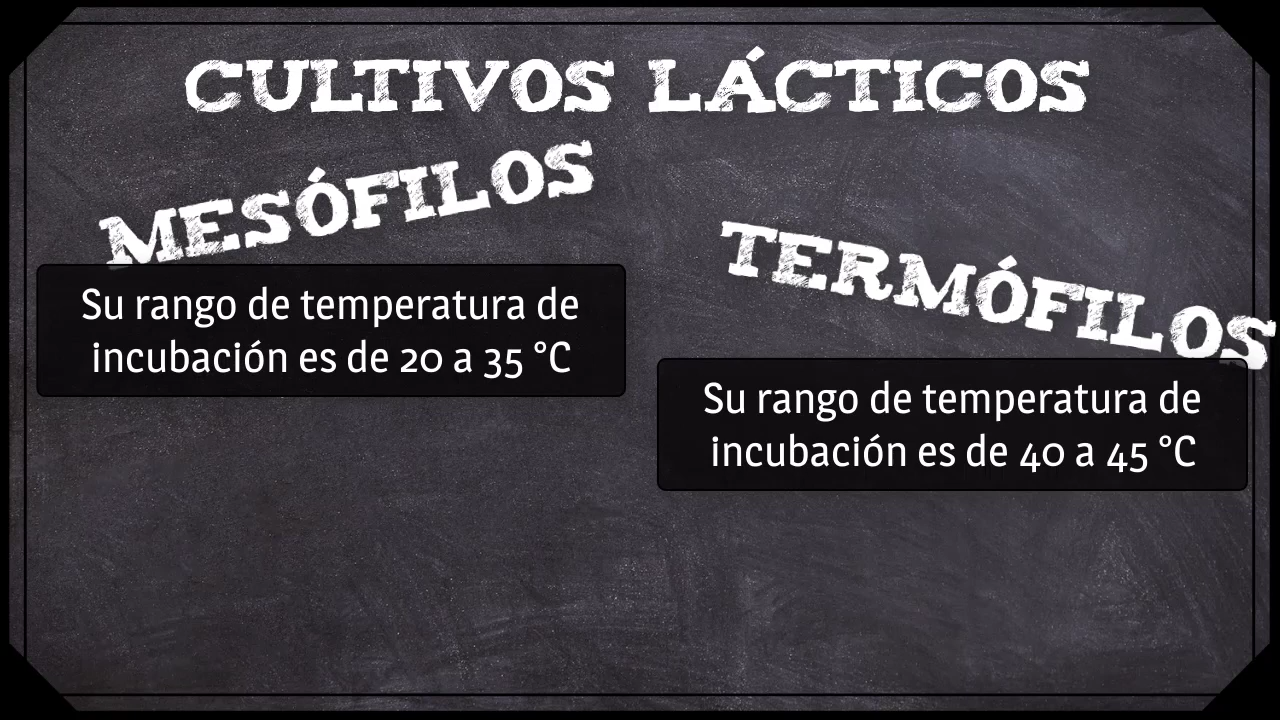 CULTIVOS LÁCTICOS
MESÓFILOS
Su rango de temperatura de
incubación es de 20 a 35 °C
TERMÓFILOS
Su rango de temperatura de
incubación es de 40 a 45 °C